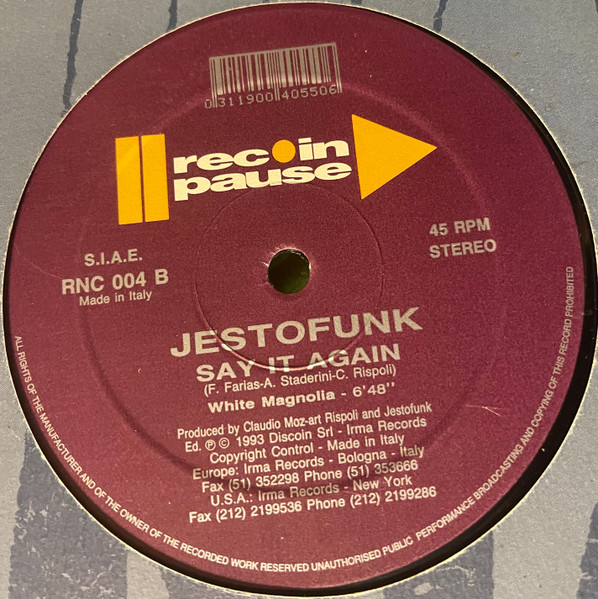 0 311900 405506
rec in
pause
S.I.A.E.
RNC 004 B
Made in Italy
45 RPM
STEREO
JESTOFUNK
SAY IT AGAIN
(F. Farias-A. Staderini-C. Rispoli)
White Magnolia - 6'48"
Produced by Claudio Moz-art Rispoli and Jestofunk
Ed. ℗ © 1993 Discoin Srl - Irma Records
Copyright Control - Made in Italy
Europe: Irma Records - Bologna - Italy
Fax (51) 352298 Phone (51) 353666
U.S.A.: Irma Records - New York
Fax (212) 2199536 Phone (212) 2199286
ALL RIGHTS OF THE MANUFACTURER AND OF THE OWNER OF THE RECORDED WORK RESERVED UNAUTHORISED PUBLIC PERFORMANCE BROADCASTING AND COPYING OF THIS RECORD PROHIBITED